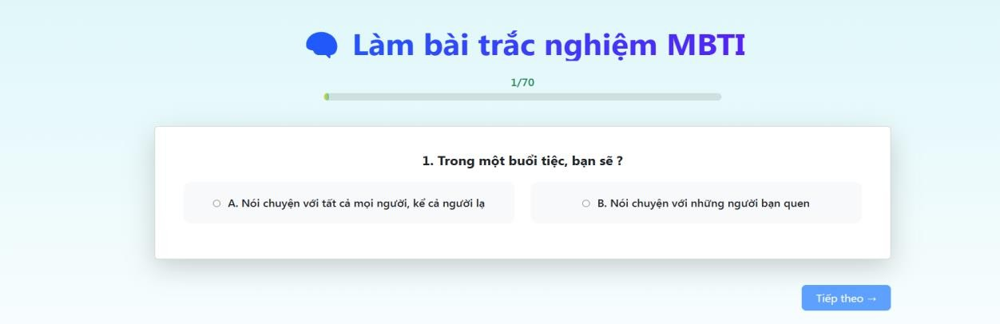 Làm bài trắc nghiệm MBTI
1/70
1. Trong một buổi tiệc, bạn sẽ ?
A. Nói chuyện với tất cả mọi người, kể cả người lạ
B. Nói chuyện với những người bạn quen
Tiếp theo →